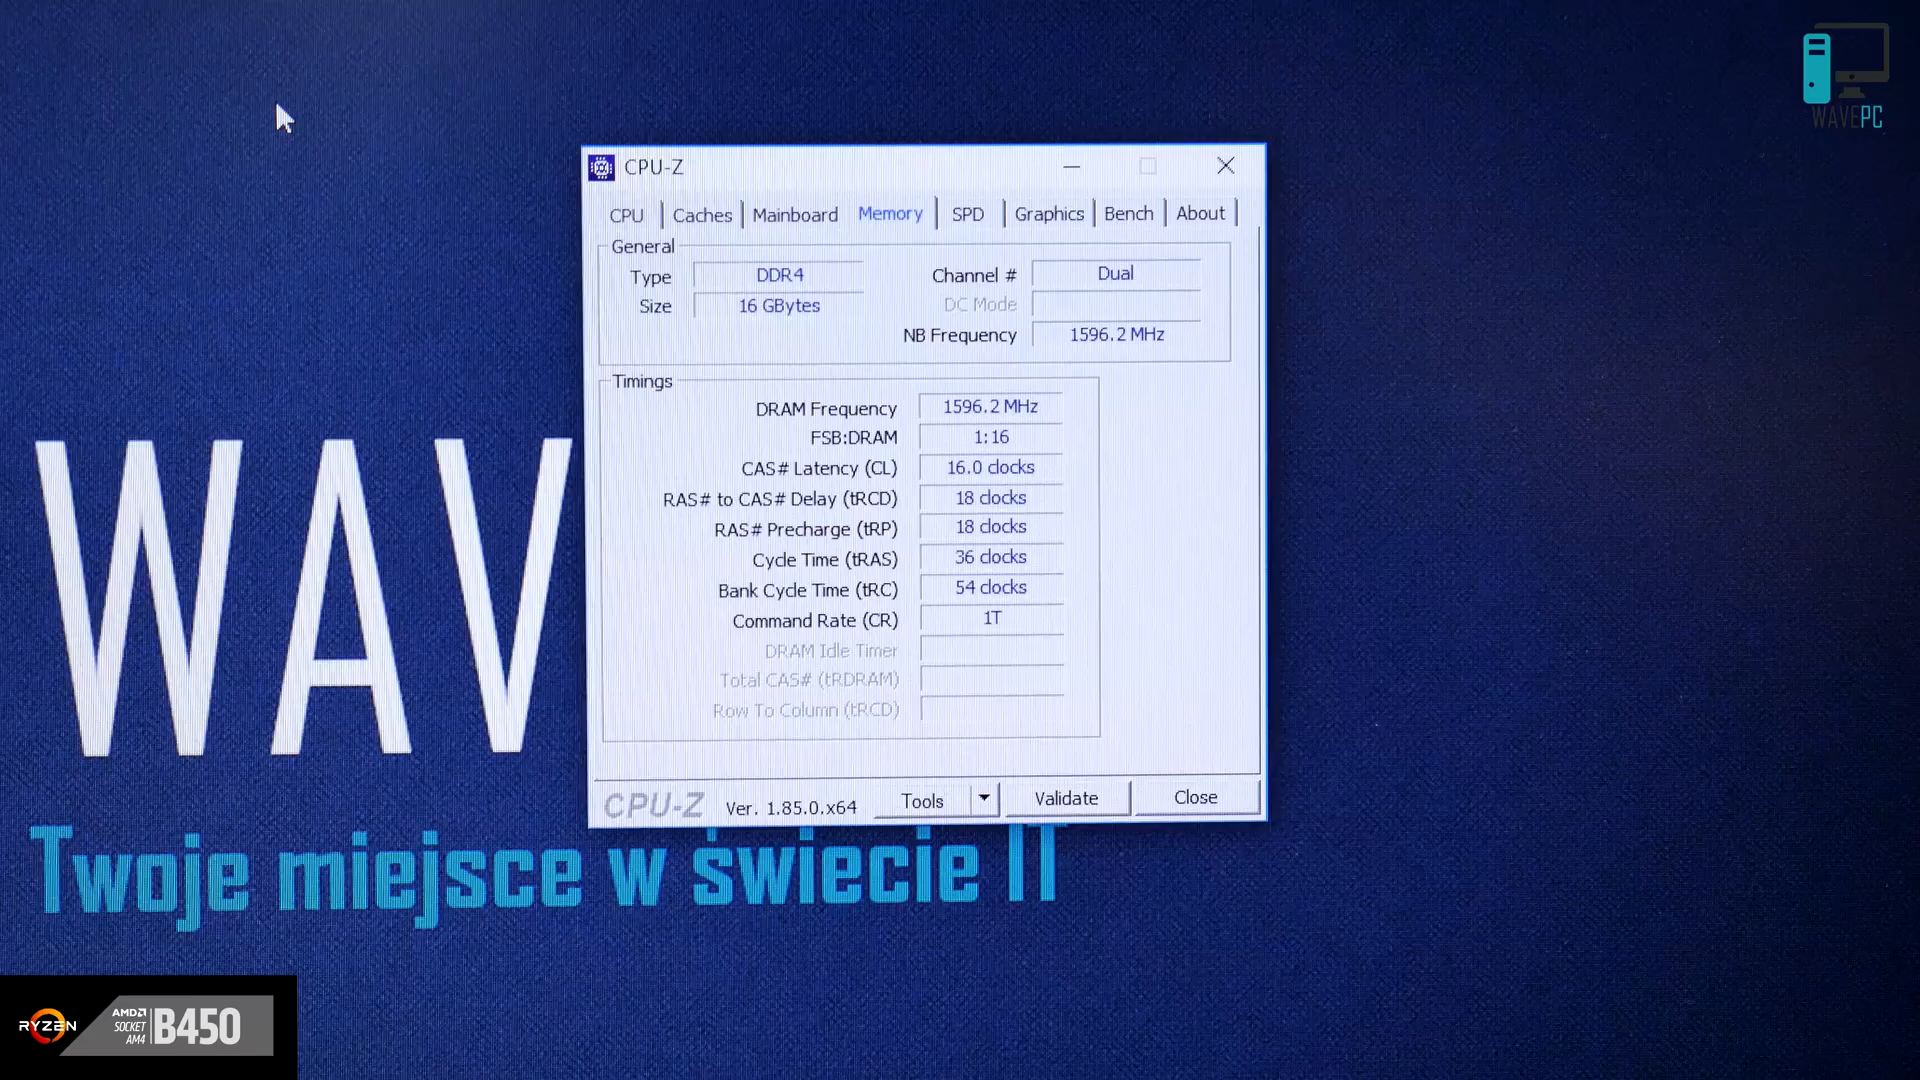 WAVEPC
CPU-Z
CPU Caches Mainboard Memory SPD Graphics Bench About
General
Type DDR4 Channel # Dual
Size 16 GBytes DC Mode
NB Frequency 1596.2 MHz
Timings
DRAM Frequency 1596.2 MHz
FSB:DRAM 1:16
CAS# Latency (CL) 16.0 clocks
RAS# to CAS# Delay (tRCD) 18 clocks
RAS# Precharge (tRP) 18 clocks
Cycle Time (tRAS) 36 clocks
Bank Cycle Time (tRC) 54 clocks
Command Rate (CR) 1T
DRAM Idle Timer
Total CAS# (tRDRAM)
Row To Column (tRCD)
CPU-Z Ver. 1.85.0.x64 Tools Validate Close
WAV
Twoje miejsce w świecie IT
RYZEN
AMD
SOCKET
AM4
B450